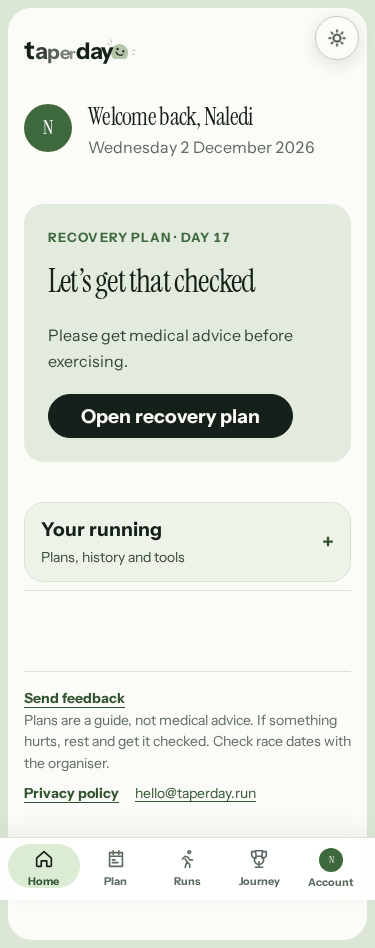 taperday
Welcome back, Naledi
N
Wednesday 2 December 2026
RECOVERY PLAN · DAY 17
Let's get that checked
Please get medical advice before
exercising.
Open recovery plan
Your running
+
Plans, history and tools
Send feedback
Plans are a guide, not medical advice. If something
hurts, rest and get it checked. Check race dates with
the organiser.
Privacy policy hello@taperday.run
N
Home Plan Runs Journey Account